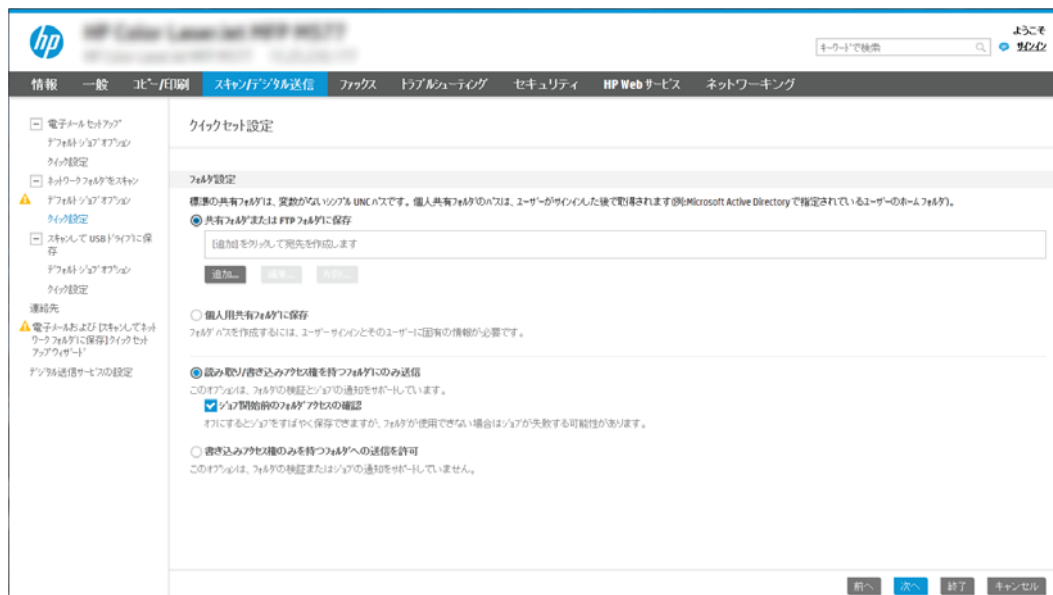 hp
ようこそ
キーワードで検索
サインイン
情報 一般 コピー/印刷 スキャン/デジタル送信 ファックス トラブルシューティング セキュリティ HP Web サービス ネットワーキング
電子メール セットアップ
デフォルト ジョブ オプション
クイック設定
ネットワーク フォルダをスキャン
デフォルト ジョブ オプション
クイック設定
スキャンして USB ドライブに保
存
デフォルト ジョブ オプション
クイック設定
連絡先
電子メールおよび [スキャンしてネット
ワーク フォルダに保存] クイック セット
アップ ウィザード
デジタル送信サービスの設定
クイック セット設定
フォルダ設定
標準の共有フォルダは、変数がないシンプル UNC パスです。個人共有フォルダのパスは、ユーザーがサインインした後で取得されます(例:Microsoft Active Directory で指定されているユーザーのホーム フォルダ)。
共有フォルダまたは FTP フォルダに保存
[追加] をクリックして宛先を作成します
追加... 編集... 削除...
個人用共有フォルダに保存
フォルダ パスを作成するには、ユーザー サインインとそのユーザーに固有の情報が必要です。
読み取り/書き込みアクセス権を持つフォルダにのみ送信
このオプションは、フォルダの検証とジョブの通知をサポートしています。
ジョブ開始前のフォルダ アクセスの確認
オフにするとジョブをすばやく保存できますが、フォルダが使用できない場合はジョブが失敗する可能性があります。
書き込みアクセス権のみを持つフォルダへの送信を許可
このオプションは、フォルダの検証またはジョブの通知をサポートしていません。
前へ 次へ 終了 キャンセル